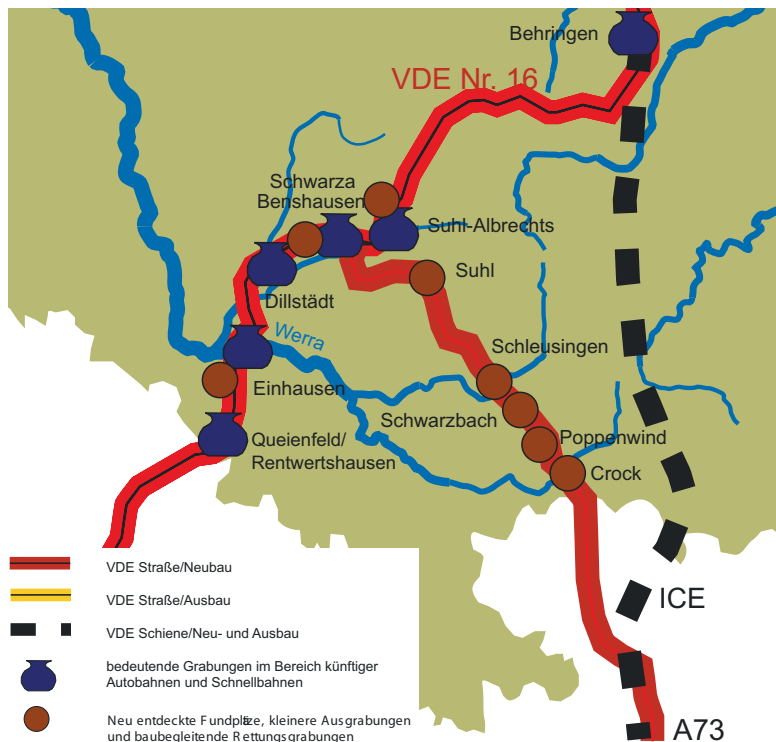 Behringen
VDE Nr. 16
Schwarza
Benshausen
Suhl-Albrechts
Suhl
Dillstädt
Werra
Schleusingen
Einhausen
Schwarzbach
Queienfeld/
Rentwertshausen
Poppenwind
Crock
VDE Straße/Neubau
VDE Straße/Ausbau
ICE
VDE Schiene/Neu- und Ausbau
bedeutende Grabungen im Bereich künftiger
Autobahnen und Schnellbahnen
Neu entdeckte Fundplätze, kleinere Ausgrabungen
und baubegleitende Rettungsgrabungen
A73